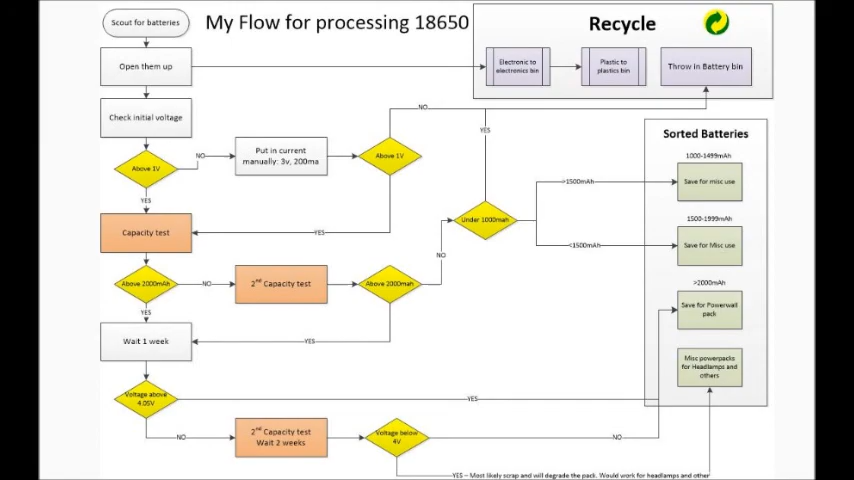 Scout for batteries
My Flow for processing 18650
Recycle
Open them up
Electronic to
electronics bin
Plastic to
plastics bin
Throw in Battery bin
Check initial voltage
NO
YES
Sorted Batteries
Above 1V
NO
Put in current
manually: 3v, 200ma
Above 1V
1000-1499mAh
>1500mAh
Save for misc use
YES
Capacity test
YES
Under 1000mah
1500-1999mAh
<1500mAh
Save for Misc use
NO
Above 2000mAh
NO
2nd Capacity test
Above 2000mah
>2000mAh
Save for Powerwall
pack
YES
Wait 1 week
YES
Misc powerpacks
for Headlamps and
others
Voltage above
4.05V
YES
NO
2nd Capacity test
Wait 2 weeks
Voltage below
4V
NO
YES – Most likely scrap and will degrade the pack. Would work for headlamps and other